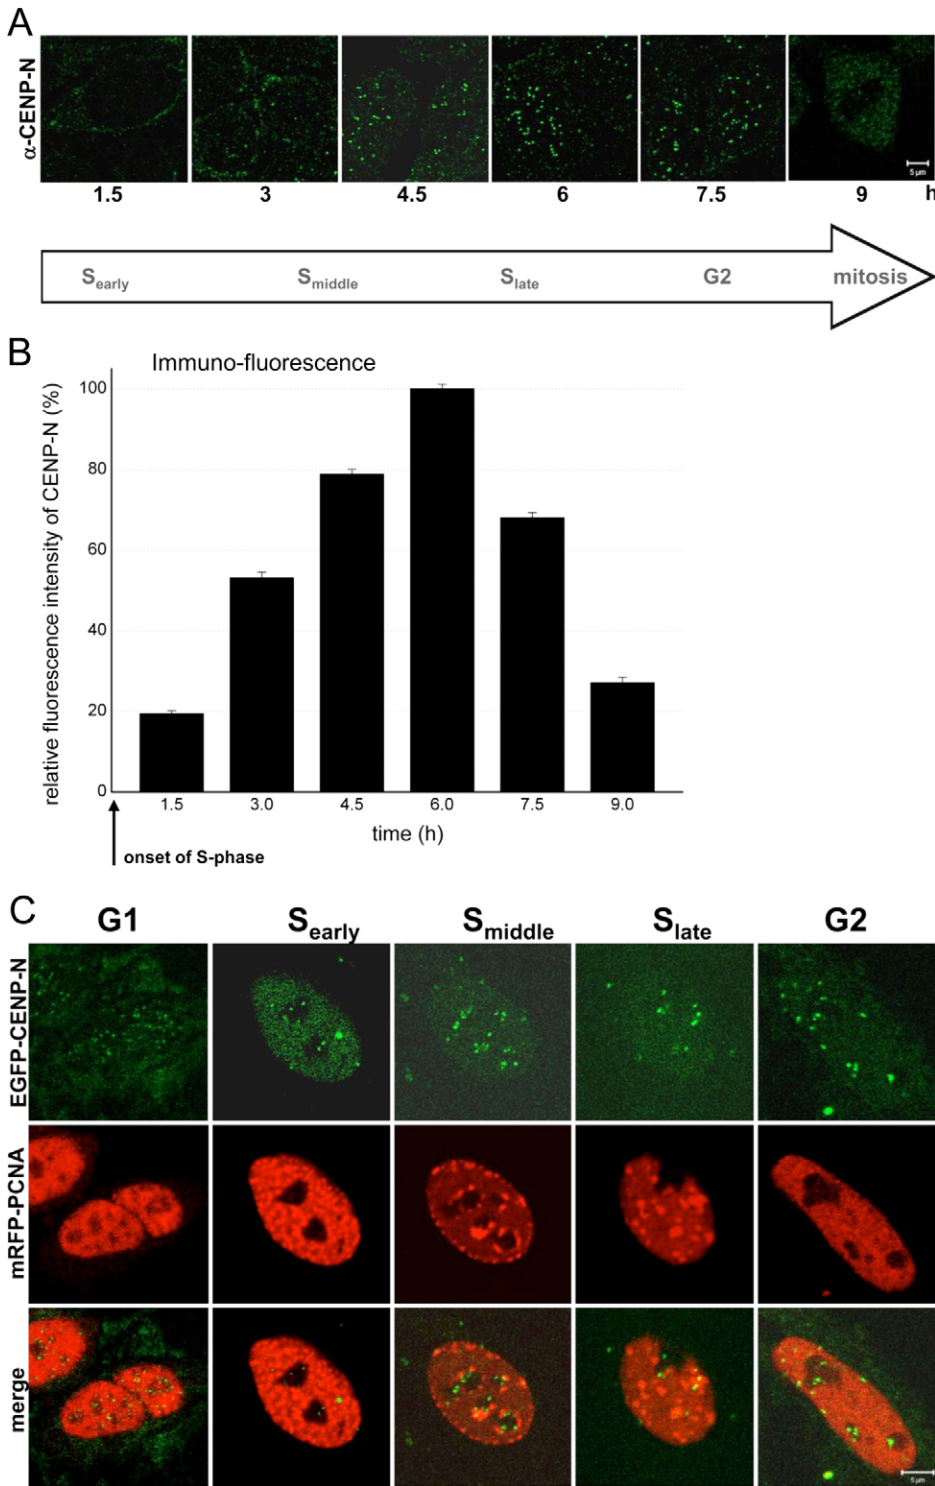 A
α-CENP-N
5 µm
1.5 3 4.5 6 7.5 9 h
Searly Smiddle Slate G2 mitosis
B
Immuno-fluorescence
relative fluorescence intensity of CENP-N (%)
100
80
60
40
20
0
1.5 3.0 4.5 6.0 7.5 9.0
time (h)
onset of S-phase
C
G1 Searly Smiddle Slate G2
EGFP-CENP-N
mRFP-PCNA
merge
5 µm